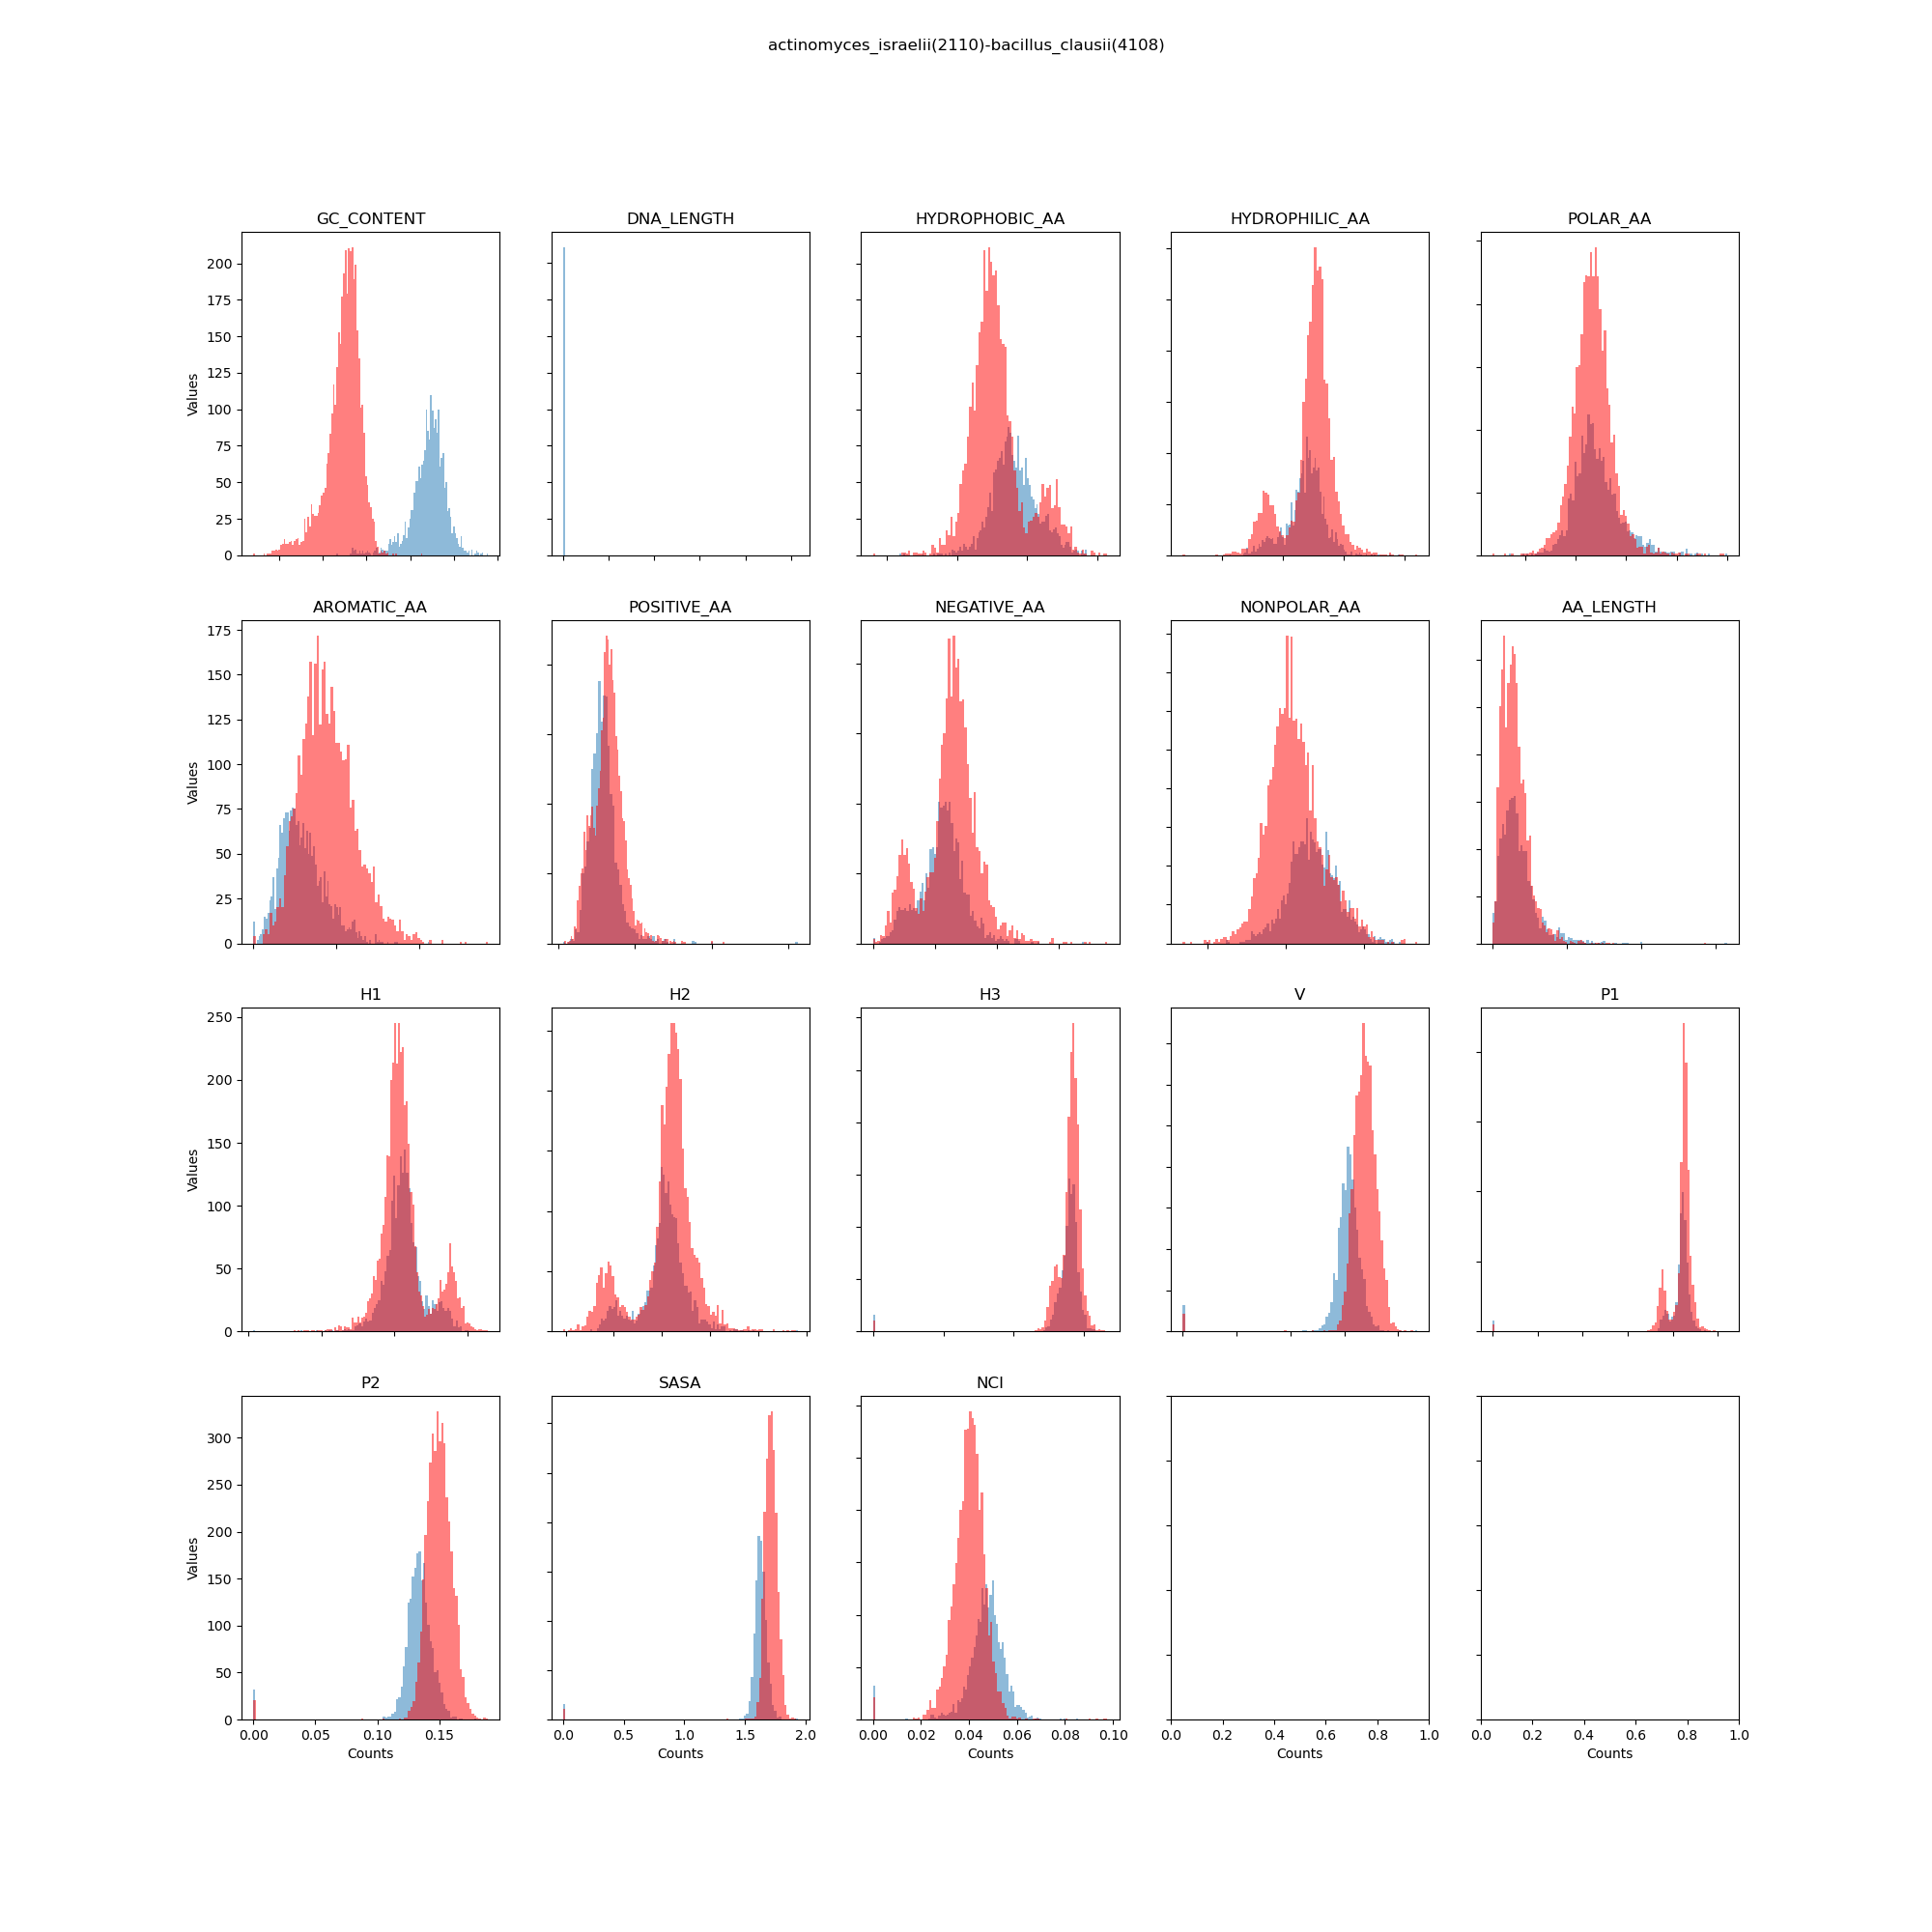 actinomyces_israelii(2110)-bacillus_clausii(4108)
GC_CONTENT DNA_LENGTH HYDROPHOBIC_AA HYDROPHILIC_AA POLAR_AA
200
175
150
125
100
75
50
25
0
Values
AROMATIC_AA POSITIVE_AA NEGATIVE_AA NONPOLAR_AA AA_LENGTH
175
150
125
100
75
50
25
0
Values
H1 H2 H3 V P1
250
200
150
100
50
0
Values
P2 SASA NCI
300
250
200
150
100
50
0
Values
0.00 0.05 0.10 0.15 0.0 0.5 1.0 1.5 2.0 0.00 0.02 0.04 0.06 0.08 0.10 0.0 0.2 0.4 0.6 0.8 1.0 0.0 0.2 0.4 0.6 0.8 1.0
Counts Counts Counts Counts Counts